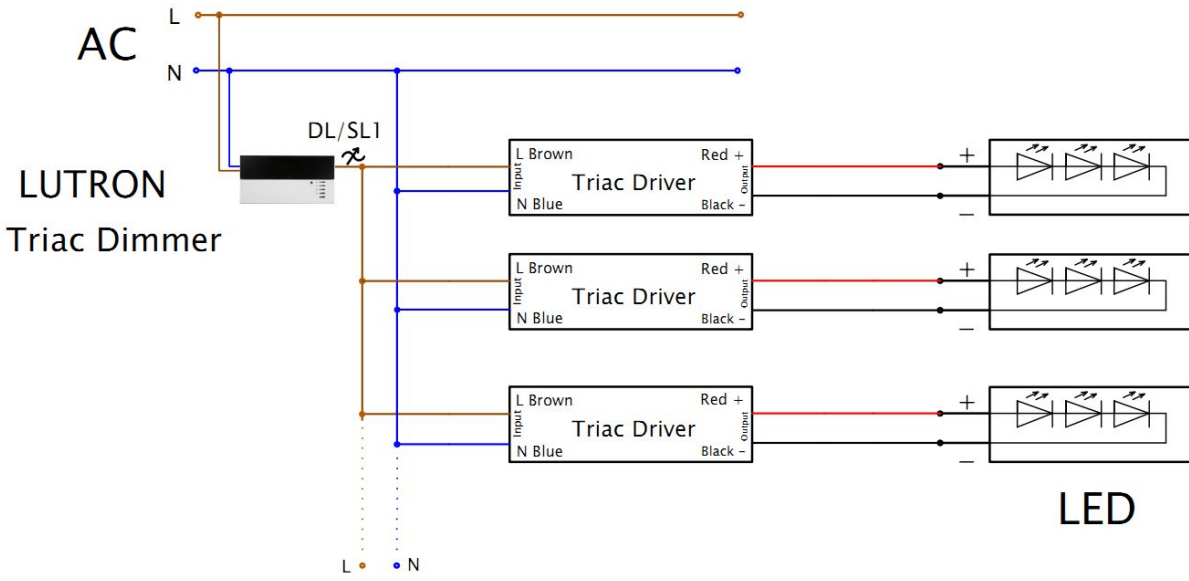 L
AC
N
DL/SL1
LUTRON
Triac Dimmer
L Brown
Red +
Input
Triac Driver
Output
N Blue
Black -
+
-
L Brown
Red +
Input
Triac Driver
Output
N Blue
Black -
+
-
L Brown
Red +
Input
Triac Driver
Output
N Blue
Black -
+
-
LED
L
N